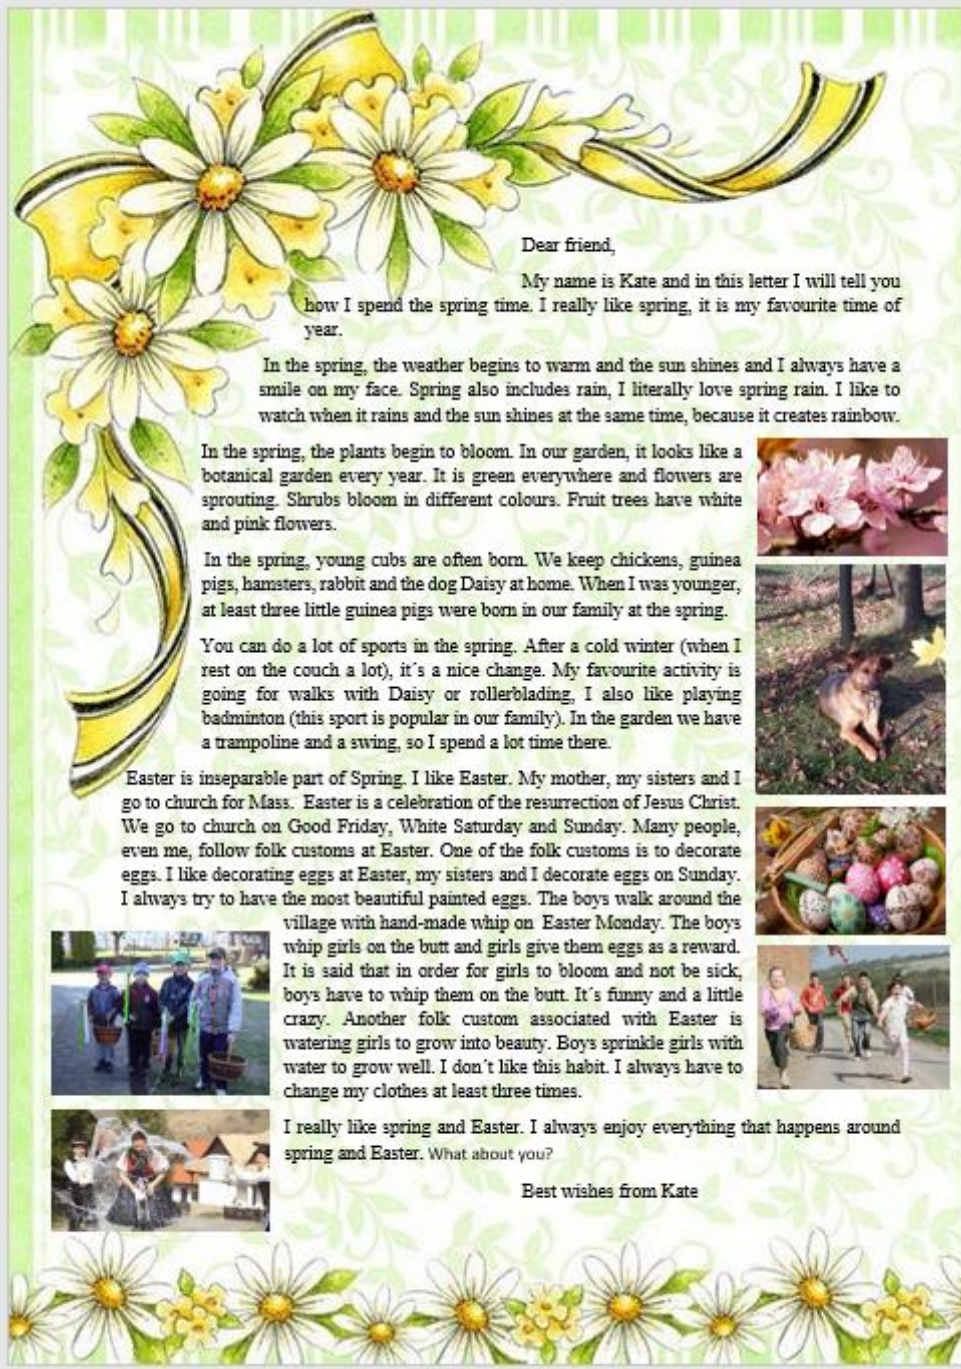 Dear friend,
My name is Kate and in this letter I will tell you
how I spend the spring time. I really like spring, it is my favourite time of
year.
In the spring, the weather begins to warm and the sun shines and I always have a
smile on my face. Spring also includes rain, I literally love spring rain. I like to
watch when it rains and the sun shines at the same time, because it creates rainbow.
In the spring, the plants begin to bloom. In our garden, it looks like a
botanical garden every year. It is green everywhere and flowers are
sprouting. Shrubs bloom in different colours. Fruit trees have white
and pink flowers.
In the spring, young cubs are often born. We keep chickens, guinea
pigs, hamsters, rabbit and the dog Daisy at home. When I was younger,
at least three little guinea pigs were born in our family at the spring.
You can do a lot of sports in the spring. After a cold winter (when I
rest on the couch a lot), it´s a nice change. My favourite activity is
going for walks with Daisy or rollerblading, I also like playing
badminton (this sport is popular in our family). In the garden we have
a trampoline and a swing, so I spend a lot time there.
Easter is inseparable part of Spring. I like Easter. My mother, my sisters and I
go to church for Mass. Easter is a celebration of the resurrection of Jesus Christ.
We go to church on Good Friday, White Saturday and Sunday. Many people,
even me, follow folk customs at Easter. One of the folk customs is to decorate
eggs. I like decorating eggs at Easter, my sisters and I decorate eggs on Sunday.
I always try to have the most beautiful painted eggs. The boys walk around the
village with hand-made whip on Easter Monday. The boys
whip girls on the butt and girls give them eggs as a reward.
It is said that in order for girls to bloom and not be sick,
boys have to whip them on the butt. It´s funny and a little
crazy. Another folk custom associated with Easter is
watering girls to grow into beauty. Boys sprinkle girls with
water to grow well. I don´t like this habit. I always have to
change my clothes at least three times.
I really like spring and Easter. I always enjoy everything that happens around
spring and Easter. What about you?
Best wishes from Kate